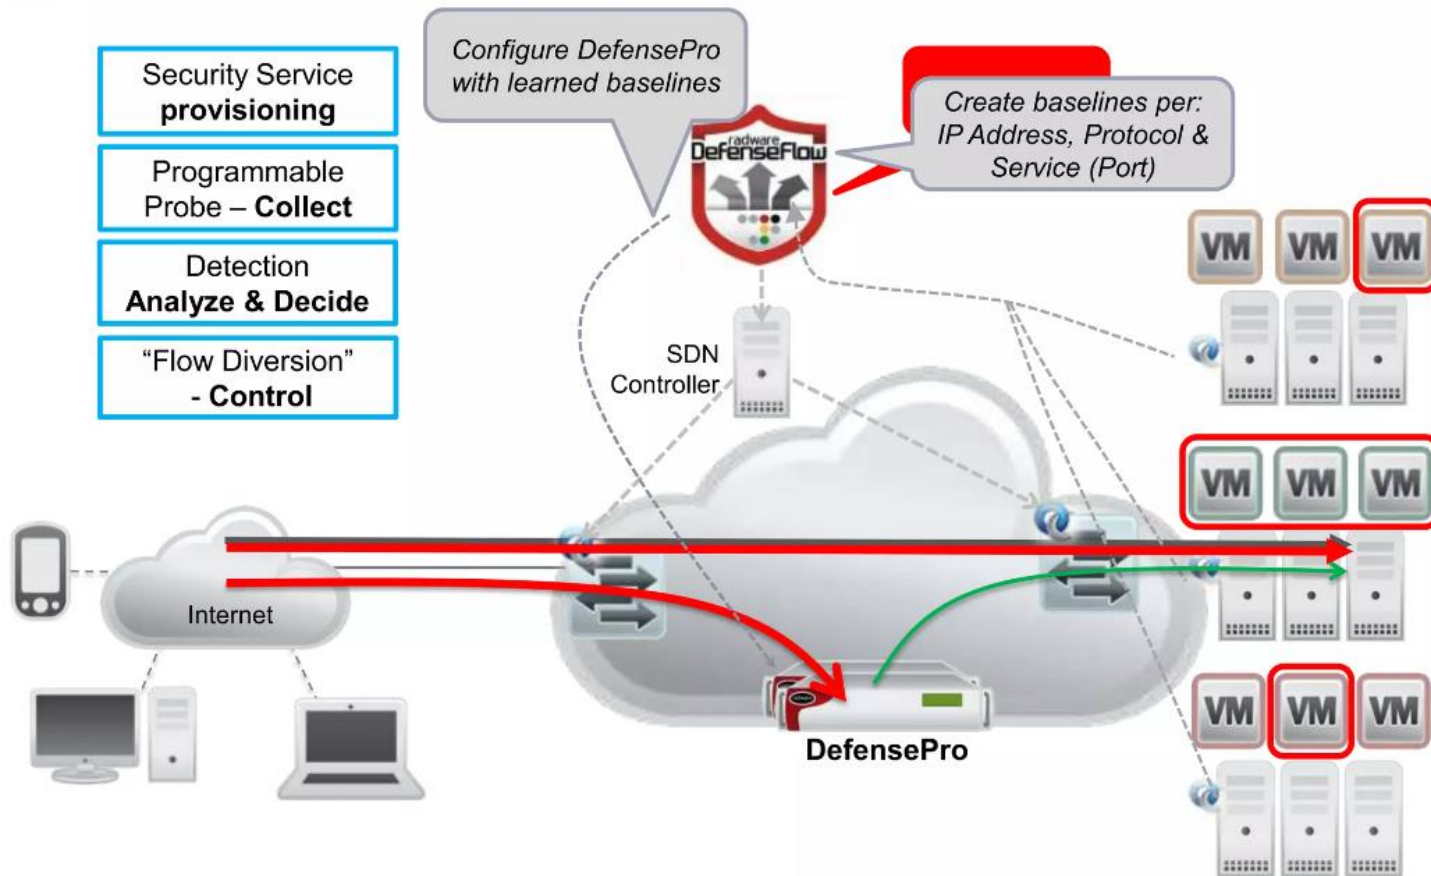 Security Service
provisioning
Programmable
Probe – Collect
Detection
Analyze & Decide
“Flow Diversion”
- Control
Configure DefensePro
with learned baselines
Create baselines per:
IP Address, Protocol &
Service (Port)
radware
DefenseFlow
SDN
Controller
Internet
DefensePro
VM
VM
VM
VM
VM
VM
VM
VM
VM